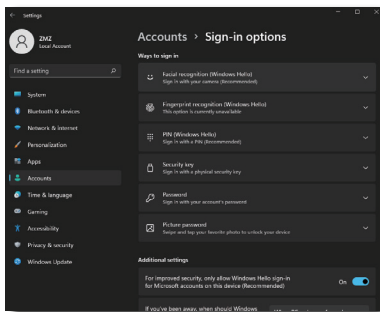 Settings
ZMZ
Local Account
Find a setting
System
Bluetooth & devices
Network & internet
Personalization
Apps
Accounts
Time & language
Gaming
Accessibility
Privacy & security
Windows Update
Accounts > Sign-in options
Ways to sign in
Facial recognition (Windows Hello)
Sign in with your camera (Recommended)
Fingerprint recognition (Windows Hello)
This option is currently unavailable
PIN (Windows Hello)
Sign in with a PIN (Recommended)
Security key
Sign in with a physical security key
Password
Sign in with your account's password
Picture password
Swipe and tap your favorite photo to unlock your device
Additional settings
For improved security, only allow Windows Hello sign-in
for Microsoft accounts on this device (Recommended)
On
If you've been away, when should Windows